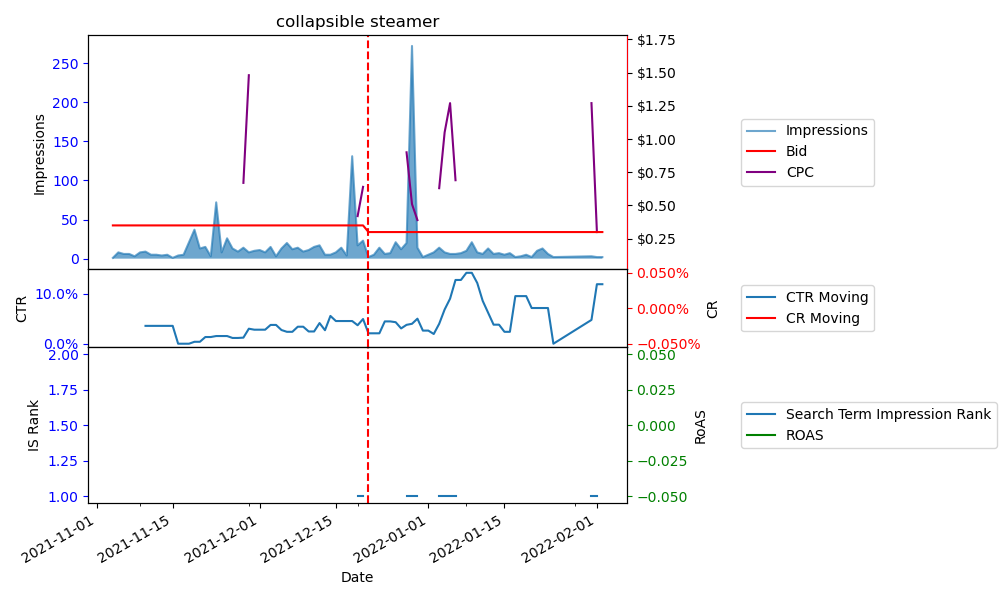 collapsible steamer
250
200
150
100
50
0
Impressions
$1.75
$1.50
$1.25
$1.00
$0.75
$0.50
$0.25
Impressions
Bid
CPC
10.0%
0.0%
CTR
0.050%
0.000%
−0.050%
CR
CTR Moving
CR Moving
2.00
1.75
1.50
1.25
1.00
IS Rank
0.050
0.025
0.000
−0.025
−0.050
RoAS
Search Term Impression Rank
ROAS
2021-11-01
2021-11-15
2021-12-01
2021-12-15
2022-01-01
2022-01-15
2022-02-01
Date